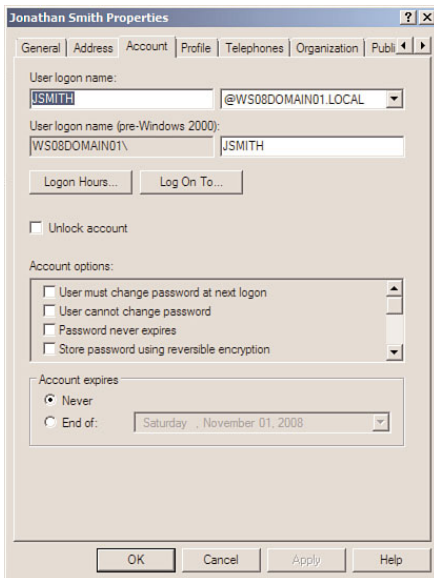 Jonathan Smith Properties
General Address Account Profile Telephones Organization
User logon name:
JSMITH @WS08DOMAIN01.LOCAL
User logon name (pre-Windows 2000):
WS08DOMAIN01\ JSMITH
Logon Hours... Log On To...
Unlock account
Account options:
User must change password at next logon
User cannot change password
Password never expires
Store password using reversible encryption
Account expires
Never
End of: Saturday , November 01, 2008
OK Cancel Apply Help